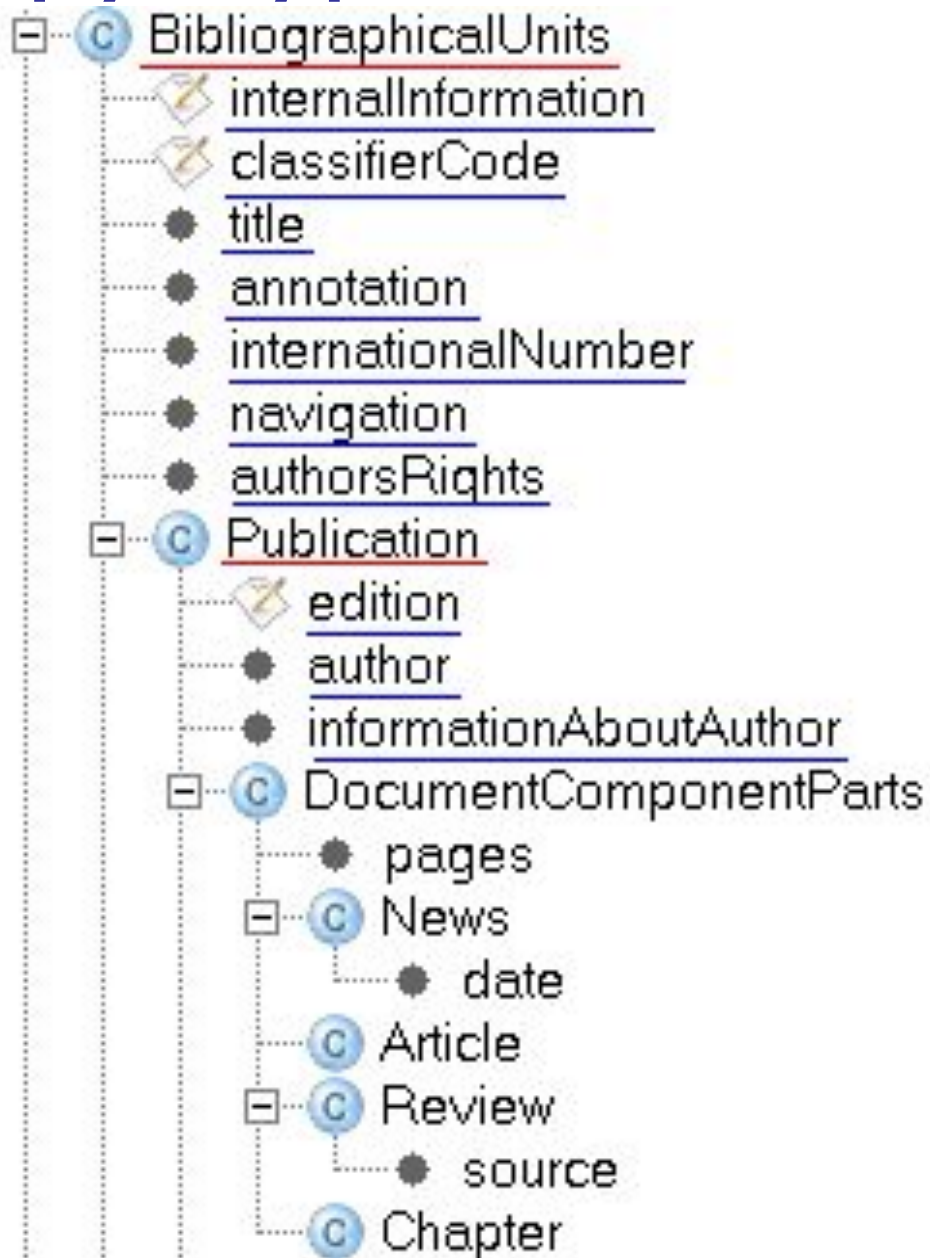 BibliographicalUnits
internalInformation
classifierCode
title
annotation
internationalNumber
navigation
authorsRights
Publication
edition
author
informationAboutAuthor
DocumentComponentParts
pages
News
date
Article
Review
source
Chapter